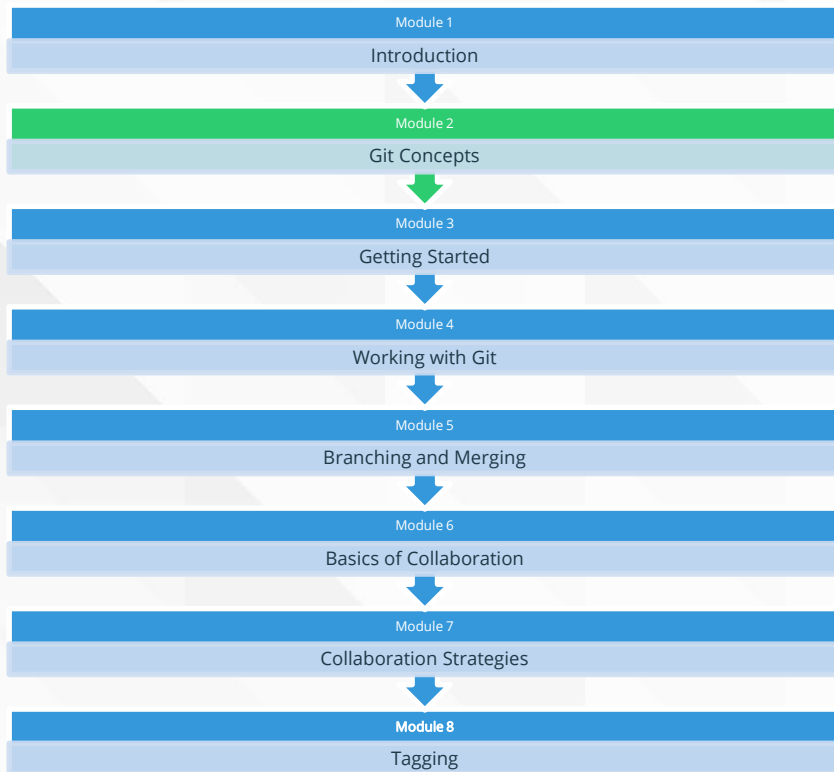 Module 1
Introduction
Module 2
Git Concepts
Module 3
Getting Started
Module 4
Working with Git
Module 5
Branching and Merging
Module 6
Basics of Collaboration
Module 7
Collaboration Strategies
Module 8
Tagging